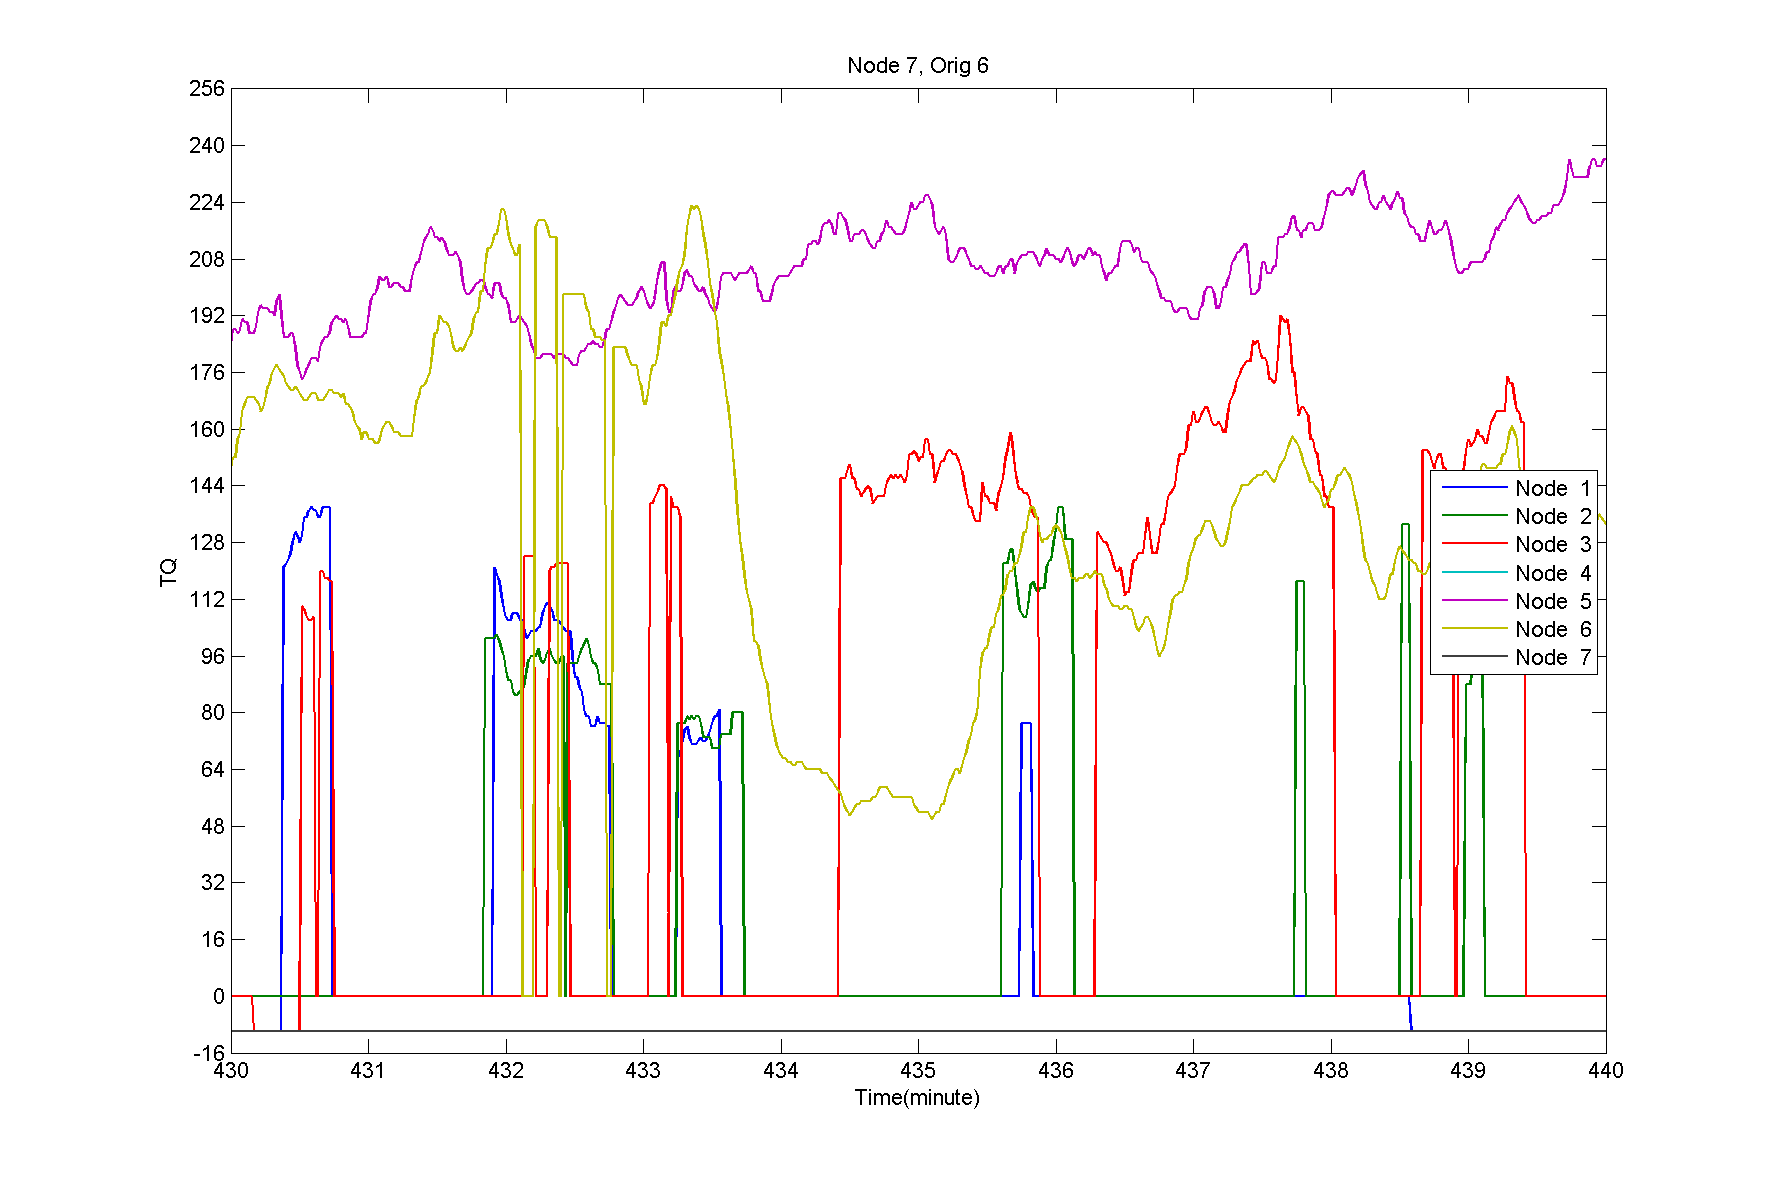 Node 7, Orig 6
256
240
224
208
192
176
160
144
128
112
96
80
64
48
32
16
0
-16
TQ
430 431 432 433 434 435 436 437 438 439 440
Time(minute)
Node 1
Node 2
Node 3
Node 4
Node 5
Node 6
Node 7